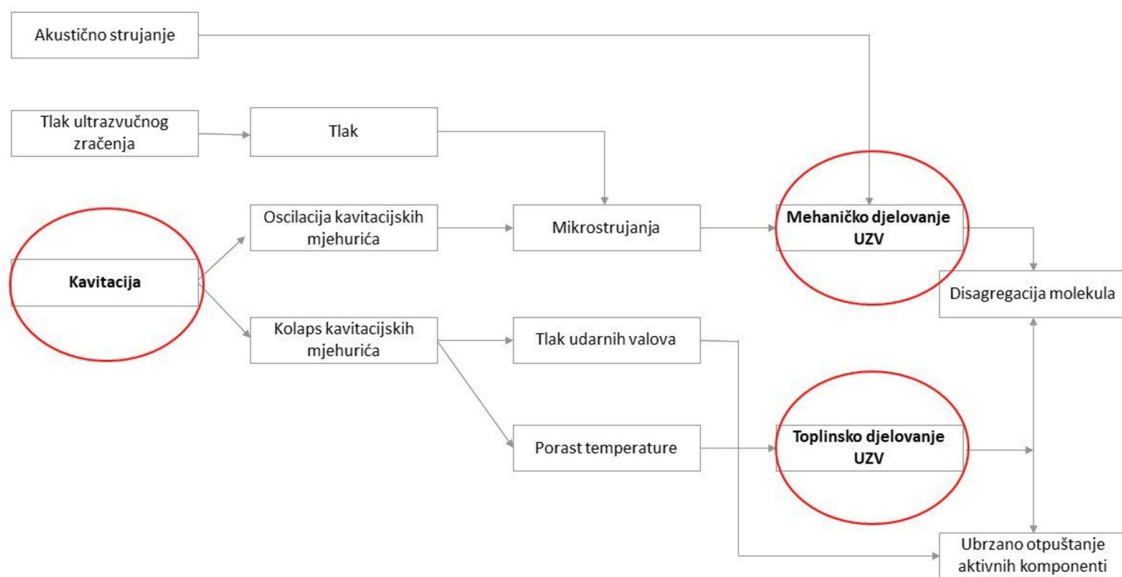 Akustično strujanje
Tlak ultrazvučnog
zračenja
Tlak
Oscilacija kavitacijskih
mjehurića
Mikrostrujanja
Mehaničko djelovanje
UZV
Kavitacija
Disagregacija molekula
Kolaps kavitacijskih
mjehurića
Tlak udarnih valova
Porast temperature
Toplinsko djelovanje
UZV
Ubrzano otpuštanje
aktivnih komponenti